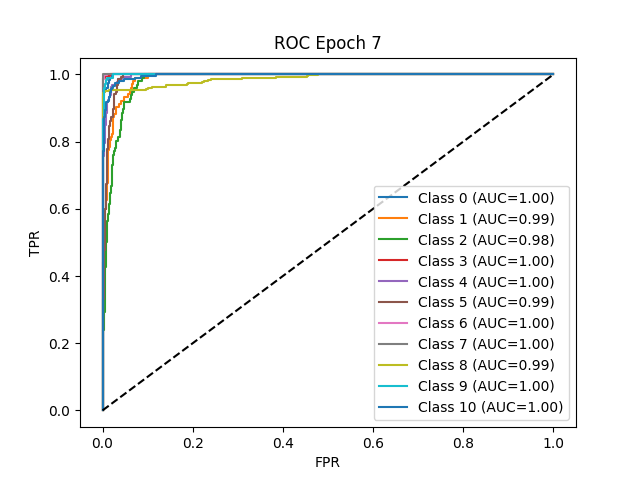 ROC Epoch 7
TPR
1.0
0.8
0.6
0.4
0.2
0.0
Class 0 (AUC=1.00)
Class 1 (AUC=0.99)
Class 2 (AUC=0.98)
Class 3 (AUC=1.00)
Class 4 (AUC=1.00)
Class 5 (AUC=0.99)
Class 6 (AUC=1.00)
Class 7 (AUC=1.00)
Class 8 (AUC=0.99)
Class 9 (AUC=1.00)
Class 10 (AUC=1.00)
0.0 0.2 0.4 0.6 0.8 1.0
FPR